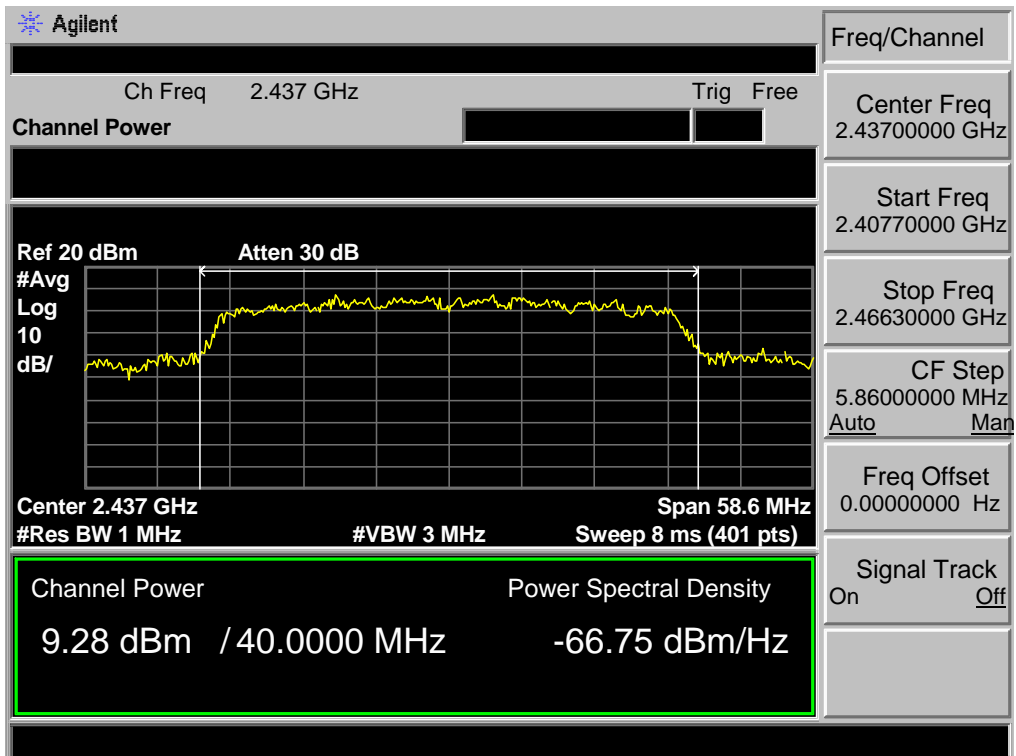 Agilent
Freq/Channel
Ch Freq 2.437 GHz Trig Free
Channel Power
Center Freq
2.43700000 GHz
Start Freq
2.40770000 GHz
Ref 20 dBm Atten 30 dB
#Avg
Log
10
dB/
Stop Freq
2.46630000 GHz
CF Step
5.86000000 MHz
Auto Man
Center 2.437 GHz Span 58.6 MHz
#Res BW 1 MHz #VBW 3 MHz Sweep 8 ms (401 pts)
Freq Offset
0.00000000 Hz
Channel Power Power Spectral Density
9.28 dBm / 40.0000 MHz -66.75 dBm/Hz
Signal Track
On Off